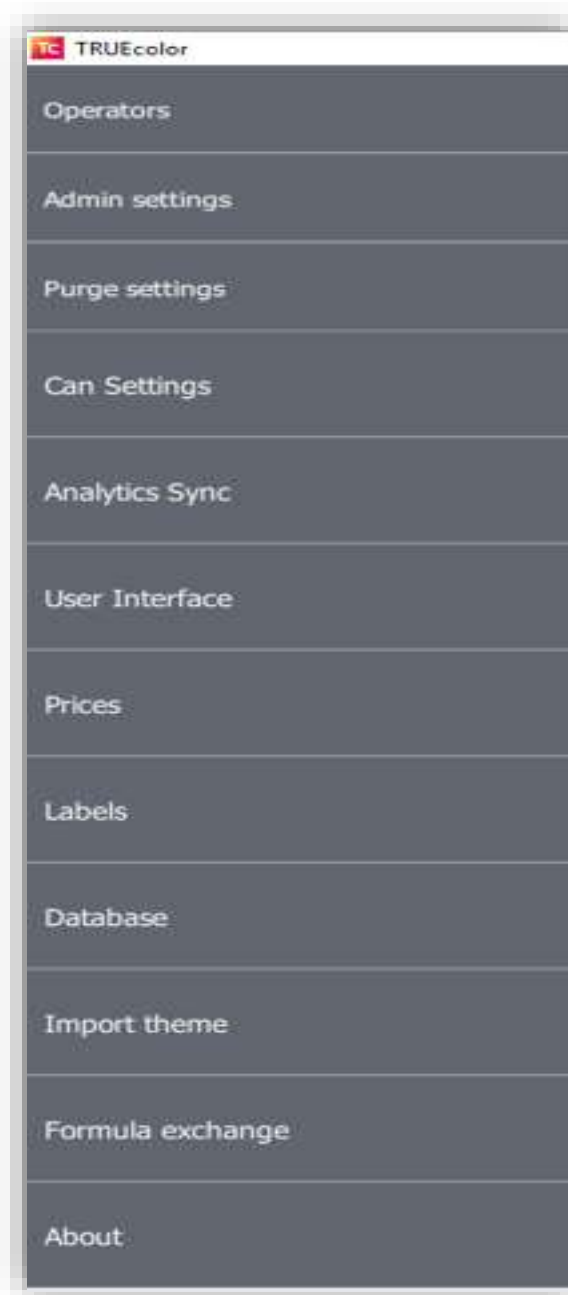 Tc TRUEcolor
Operators
Admin settings
Purge settings
Can Settings
Analytics Sync
User Interface
Prices
Labels
Database
Import theme
Formula exchange
About